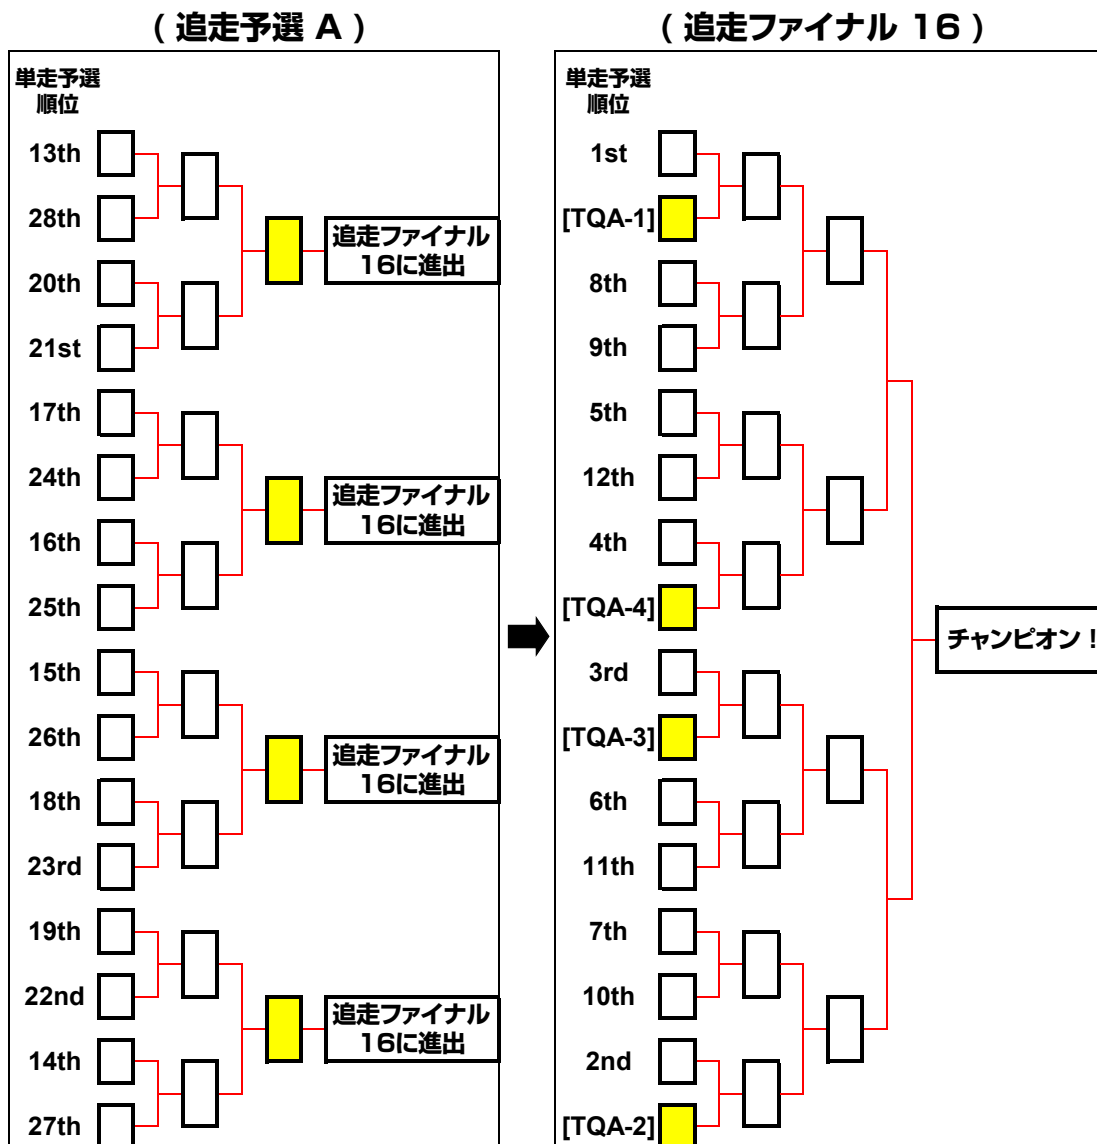 ( 追走予選 A )
単走予選
順位
13th
28th
20th
21st
17th
24th
16th
25th
15th
26th
18th
23rd
19th
22nd
14th
27th
追走ファイナル
16に進出
追走ファイナル
16に進出
追走ファイナル
16に進出
追走ファイナル
16に進出
( 追走ファイナル 16 )
単走予選
順位
1st
[TQA-1]
8th
9th
5th
12th
4th
[TQA-4]
3rd
[TQA-3]
6th
11th
7th
10th
2nd
[TQA-2]
チャンピオン！